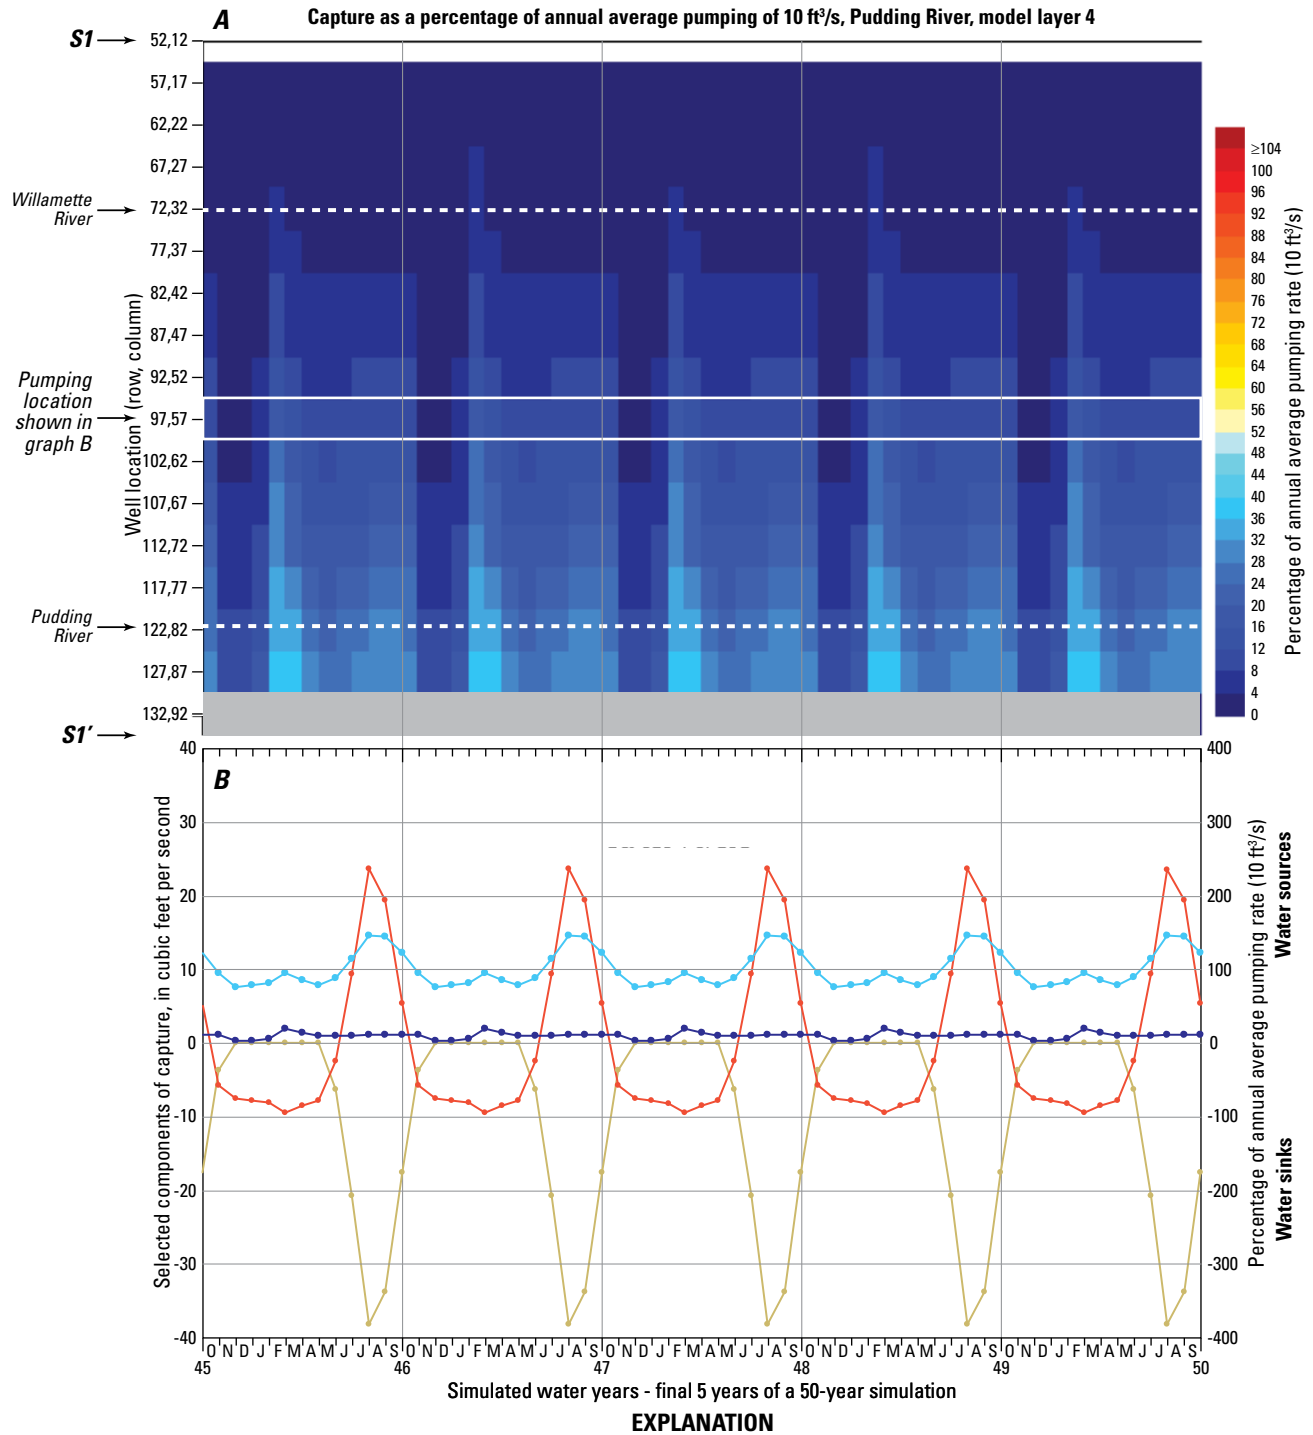 A
Capture as a percentage of annual average pumping of 10 ft³/s, Pudding River, model layer 4
S1
52,12
57,17
62,22
67,27
Willamette
River
72,32
77,37
82,42
87,47
92,52
Pumping
location
shown in
graph B
97,57
102,62
107,67
112,72
117,77
Pudding
River
122,82
127,87
132,92
S1′
Well location (row, column)
≥104
100
96
92
88
84
80
76
72
68
64
60
56
52
48
44
40
36
32
28
24
20
16
12
8
4
0
Percentage of annual average pumping rate (10 ft³/s)
B
40
30
20
10
0
-10
-20
-30
-40
Selected components of capture, in cubic feet per second
400
300
200
100
0
-100
-200
-300
-400
Percentage of annual average pumping rate (10 ft³/s)
Water sources
Water sinks
O N D J F M A M J J A S O N D J F M A M J J A S O N D J F M A M J J A S O N D J F M A M J J A S O N D J F M A M J J A S
45 46 47 48 49 50
Simulated water years - final 5 years of a 50-year simulation
EXPLANATION